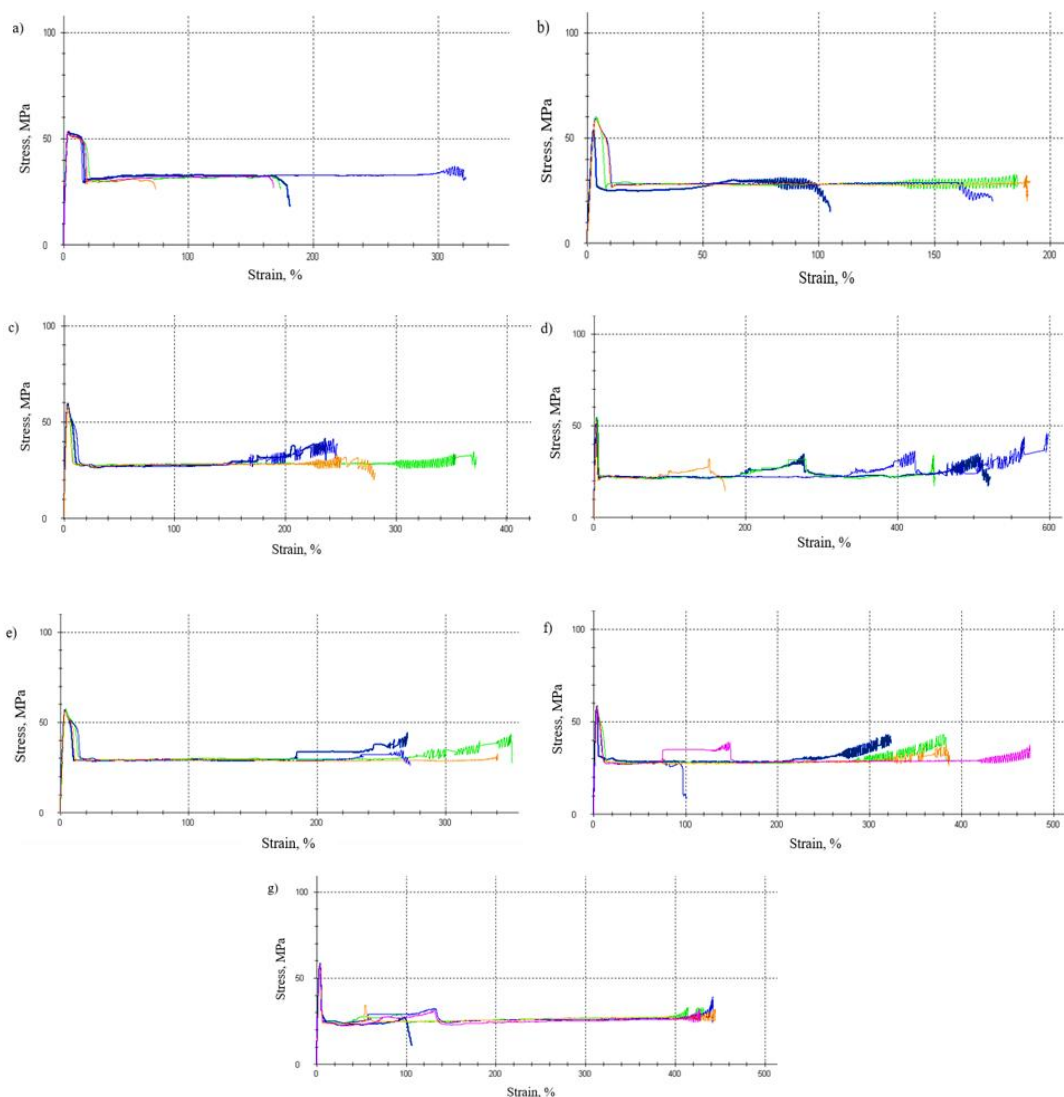 a)
100
50
0
Stress, MPa
0 100 200 300
Strain, %
b)
100
50
0
Stress, MPa
0 50 100 150 200
Strain, %
c)
100
50
0
Stress, MPa
0 100 200 300 400
Strain, %
d)
100
50
0
Stress, MPa
0 200 400 600
Strain, %
e)
100
50
0
Stress, MPa
0 100 200 300
Strain, %
f)
100
50
0
Stress, MPa
0 100 200 300 400 500
Strain, %
g)
100
50
0
Stress, MPa
0 100 200 300 400 500
Strain, %